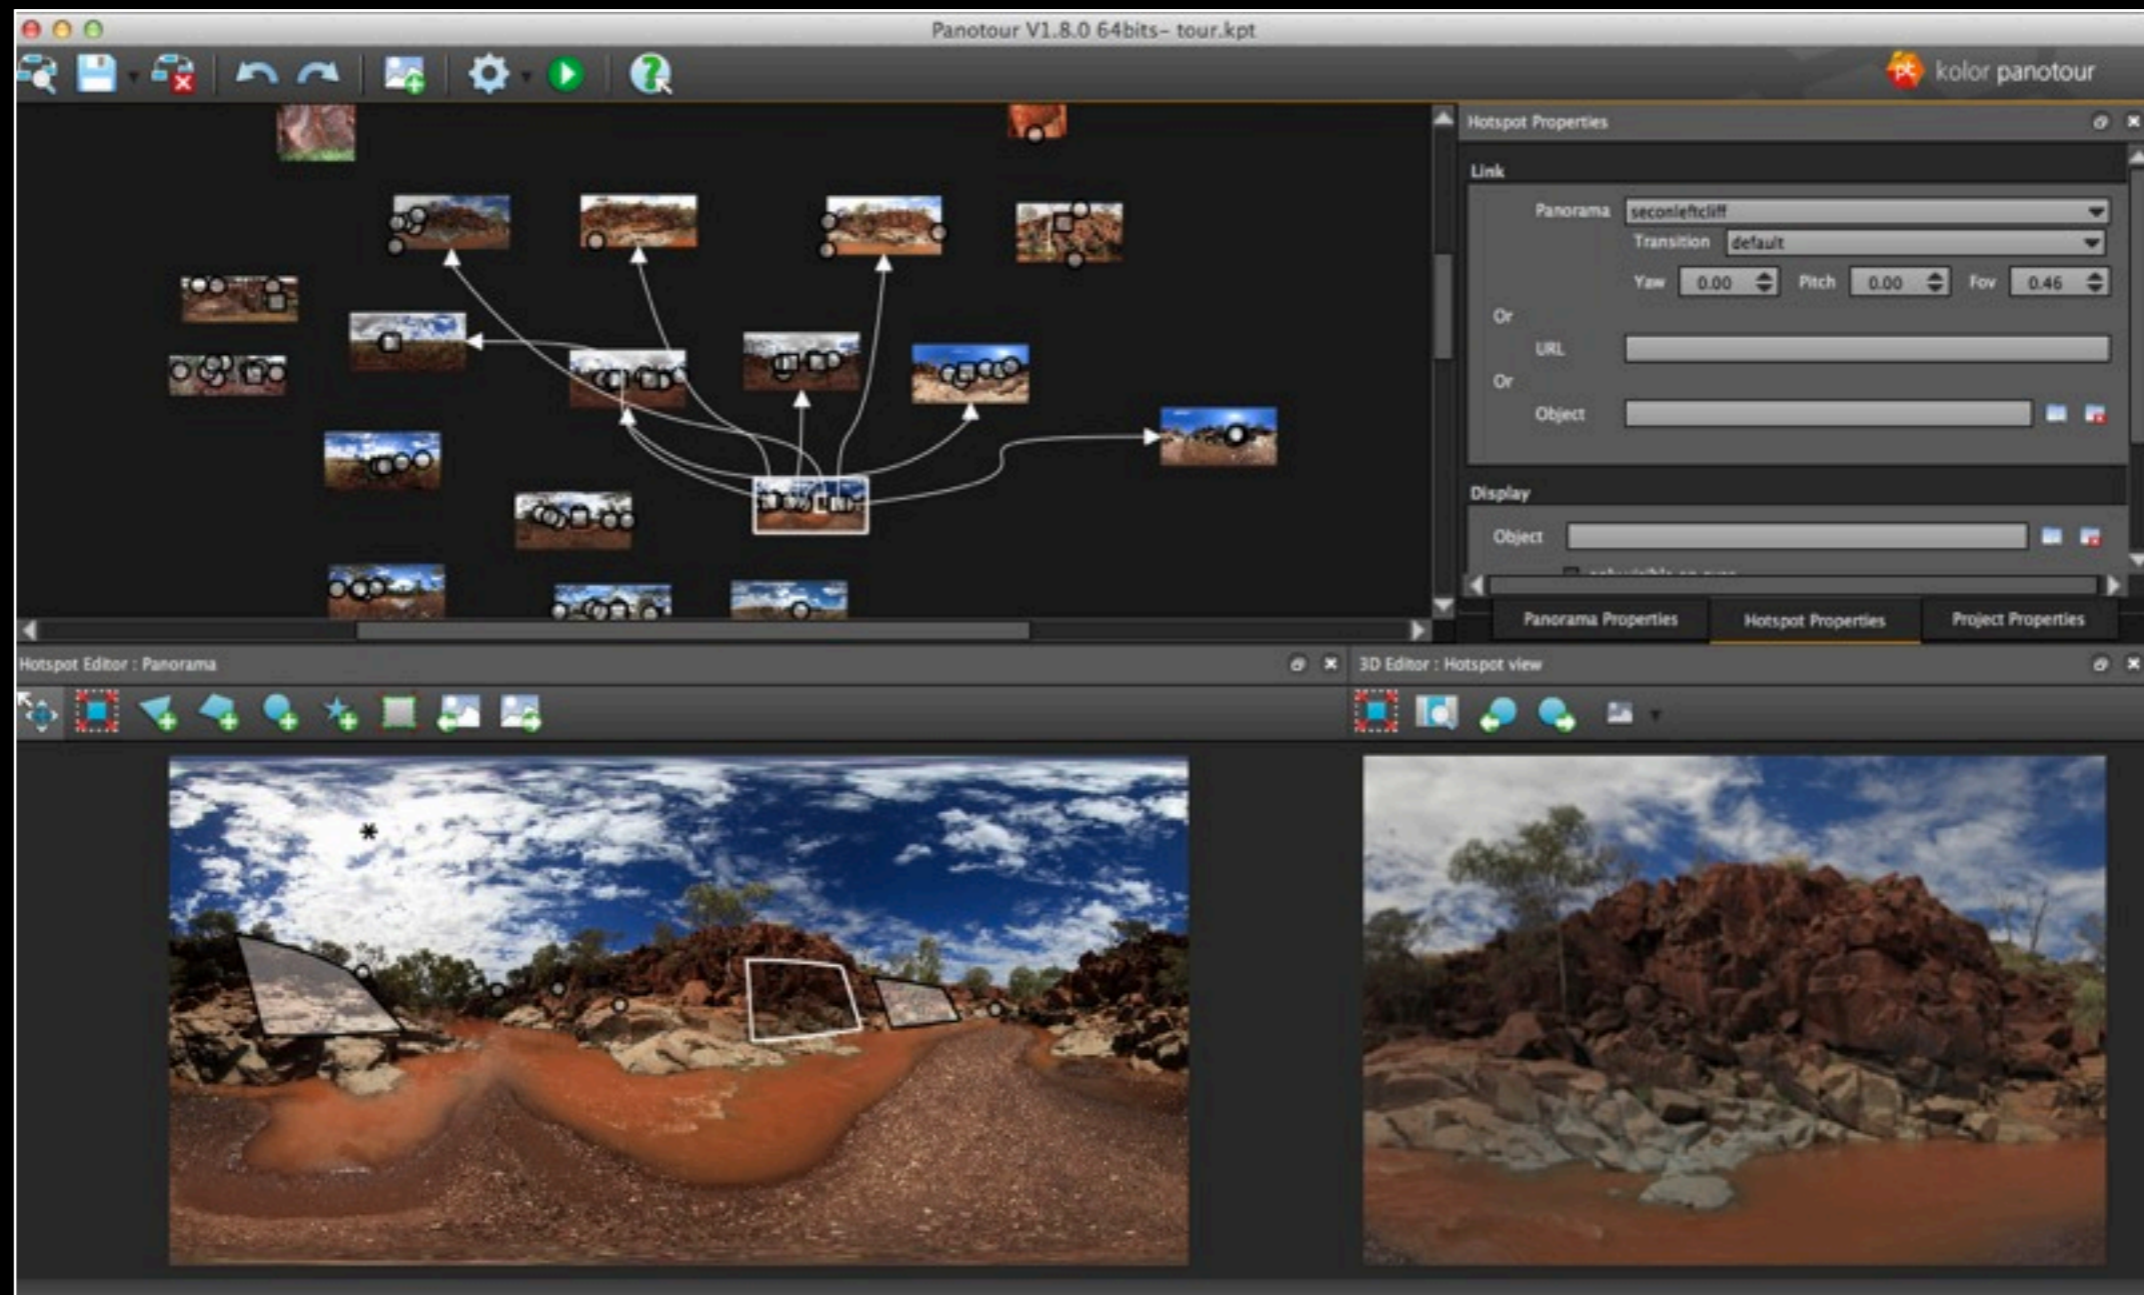 Panotour V1.8.0 64bits- tour.kpt
pt kolor panotour
Hotspot Properties
Link
Panorama seconleftcliff
Transition default
Yaw 0.00 Pitch 0.00 Fov 0.46
Or
URL
Or
Object
Display
Object
Panorama Properties Hotspot Properties Project Properties
Hotspot Editor : Panorama
3D Editor : Hotspot view